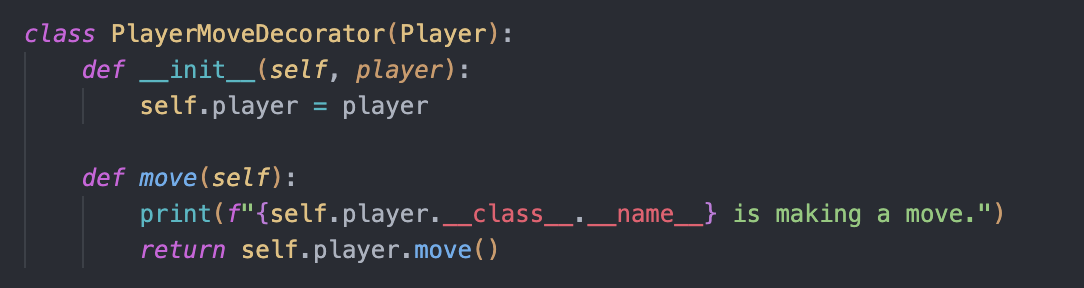 class PlayerMoveDecorator(Player):
    def __init__(self, player):
        self.player = player
    def move(self):
        print(f"{self.player.__class__.__name__} is making a move.")
        return self.player.move()